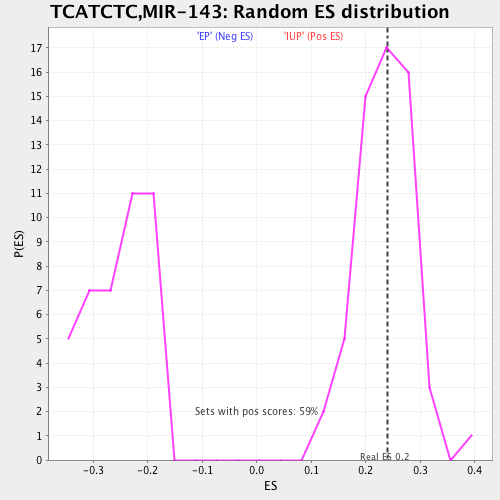 TCATCTC,MIR-143: Random ES distribution
'EP' (Neg ES) 'IUP' (Pos ES)
17
16
15
14
13
12
11
10
9
8
7
6
5
4
3
2
1
0
P(ES)
Sets with pos scores: 59%
Real ES 0.2
-0.3 -0.2 -0.1 0.0 0.1 0.2 0.3 0.4
ES